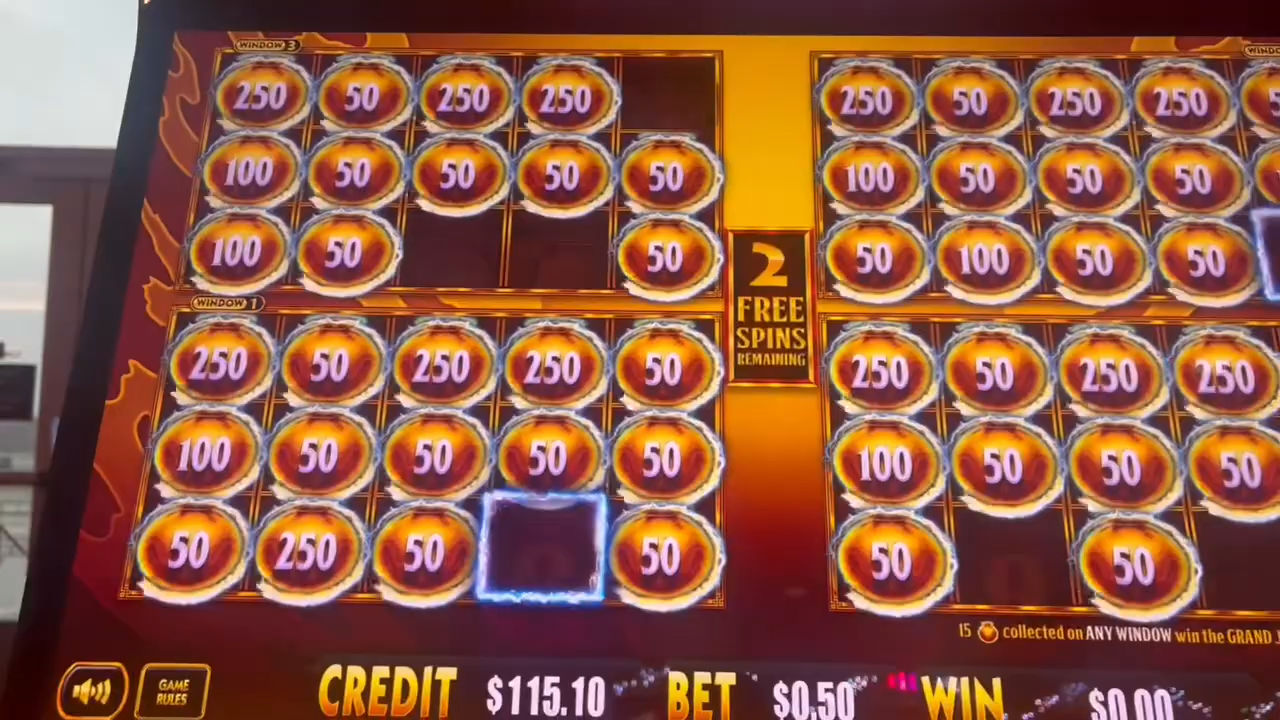 WINDOW 3
250 50 250 250
100 50 50 50 50
100 50 50
WINDOW 1
250 50 250 250 50
100 50 50 50 50
50 250 50 50
2
FREE
SPINS
REMAINING
250 50 250 250
100 50 50 50
50 100 50 50
250 50 250 250
100 50 50 50
50 50
15 collected on ANY WINDOW win the GRAND
GAME
RULES
CREDIT $115.10 BET $0.50 WIN $0.00